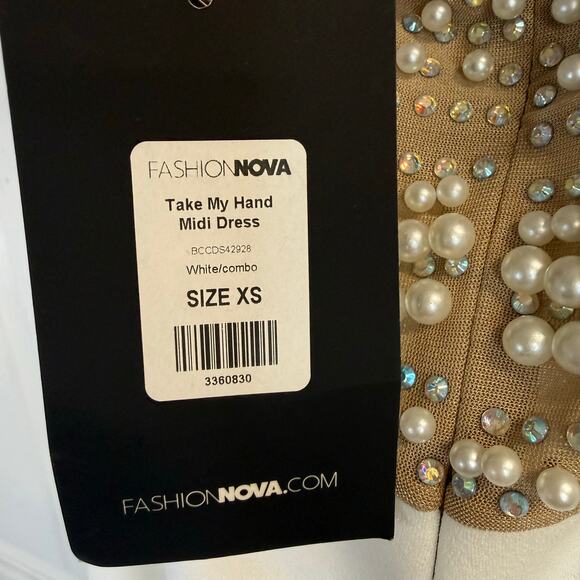 FASHIONNOVA
Take My Hand
Midi Dress
BCCDS42928
White/combo
SIZE XS
3360830
FASHIONNOVA.COM